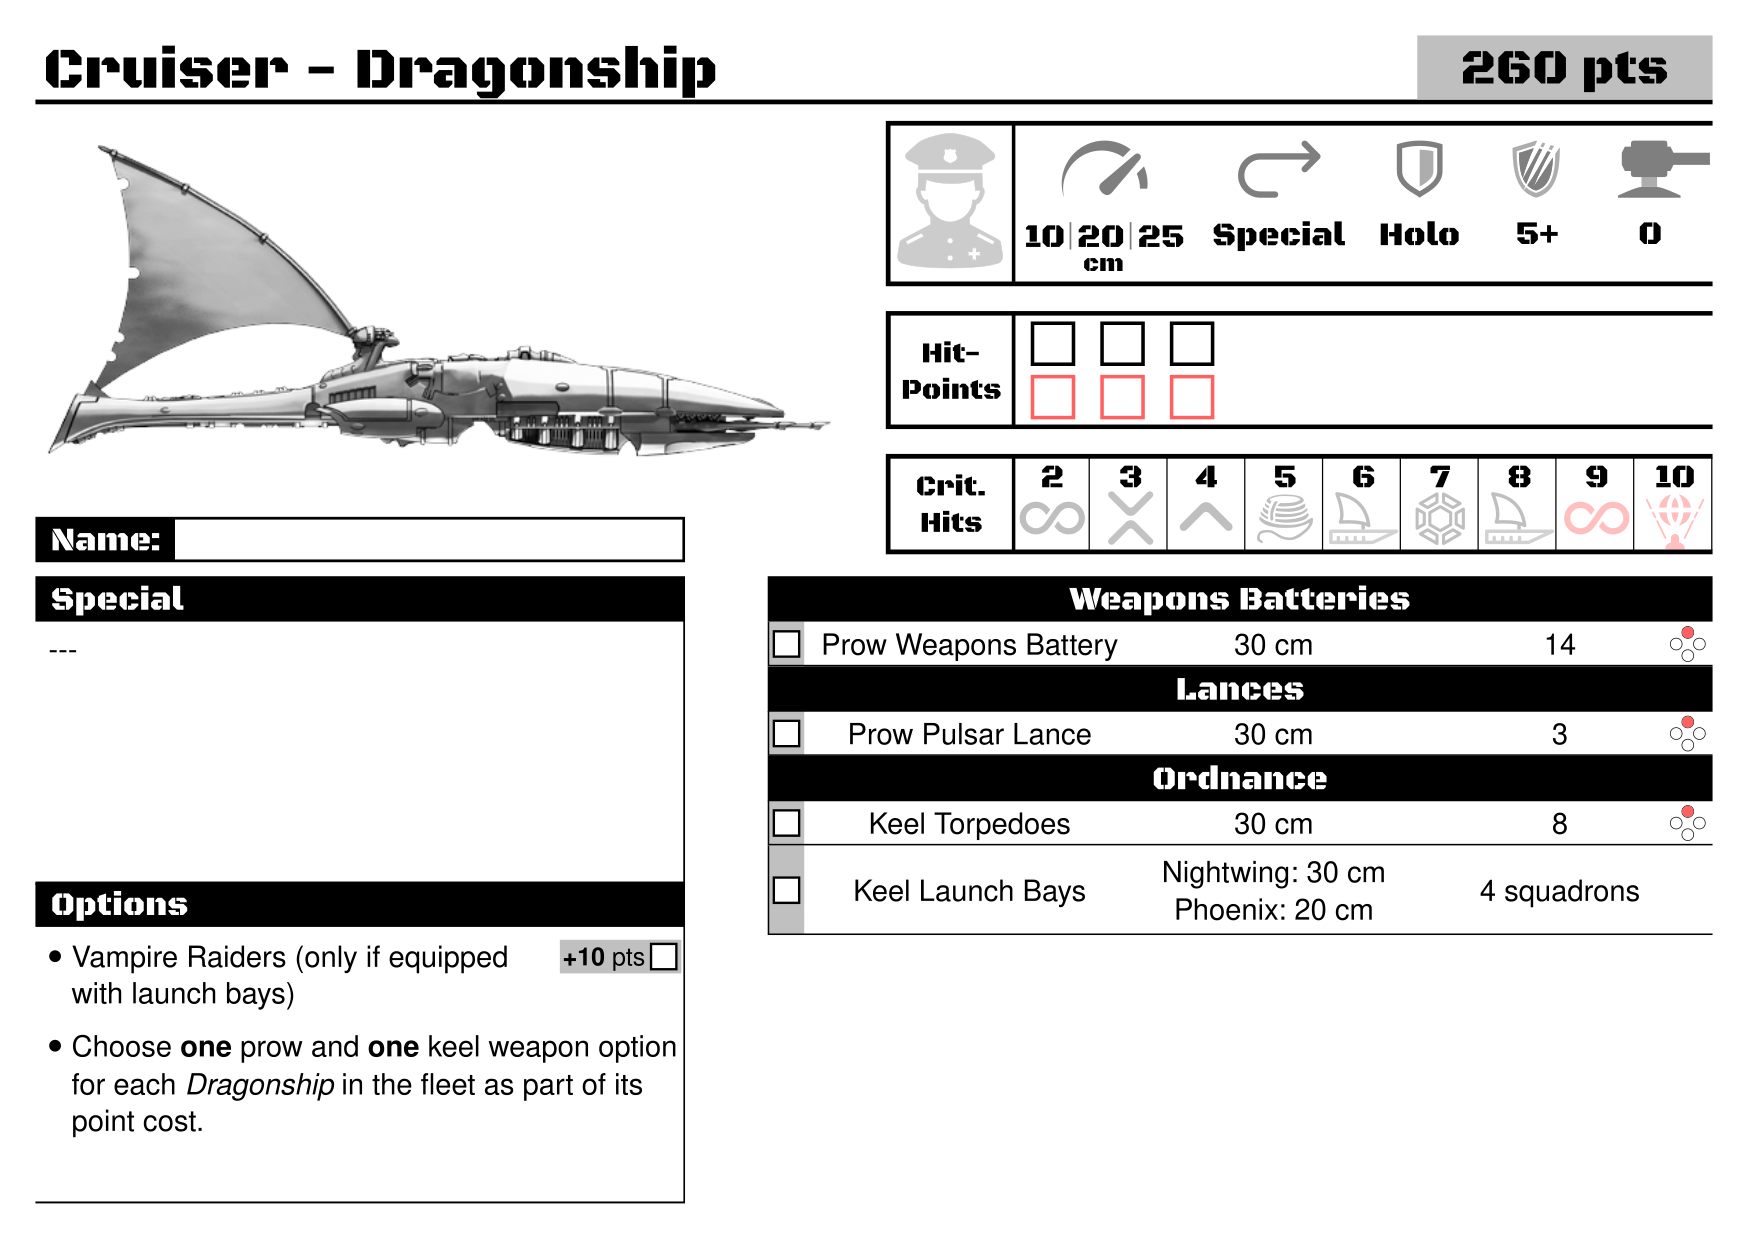 Cruiser – Dragonship
260 pts
10|20|25
cm
Special
Holo
5+
0
Hit-
Points
Crit.
Hits
2 3 4 5 6 7 8 9 10
Name:
Special
---
Options
• Vampire Raiders (only if equipped
with launch bays)
+10 pts
• Choose one prow and one keel weapon option
for each Dragonship in the fleet as part of its
point cost.
Weapons Batteries
Prow Weapons Battery 30 cm 14
Lances
Prow Pulsar Lance 30 cm 3
Ordnance
Keel Torpedoes 30 cm 8
Keel Launch Bays
Nightwing: 30 cm
Phoenix: 20 cm
4 squadrons